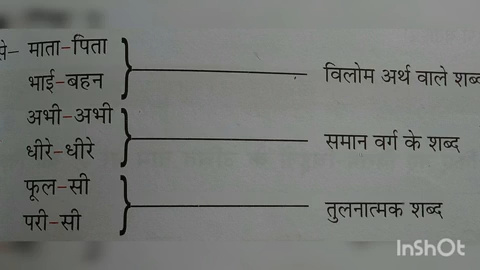 से– माता-पिता
भाई-बहन
विलोम अर्थ वाले शब्द
अभी-अभी
धीरे-धीरे
समान वर्ग के शब्द
फूल-सी
परी-सी
तुलनात्मक शब्द
InShOt